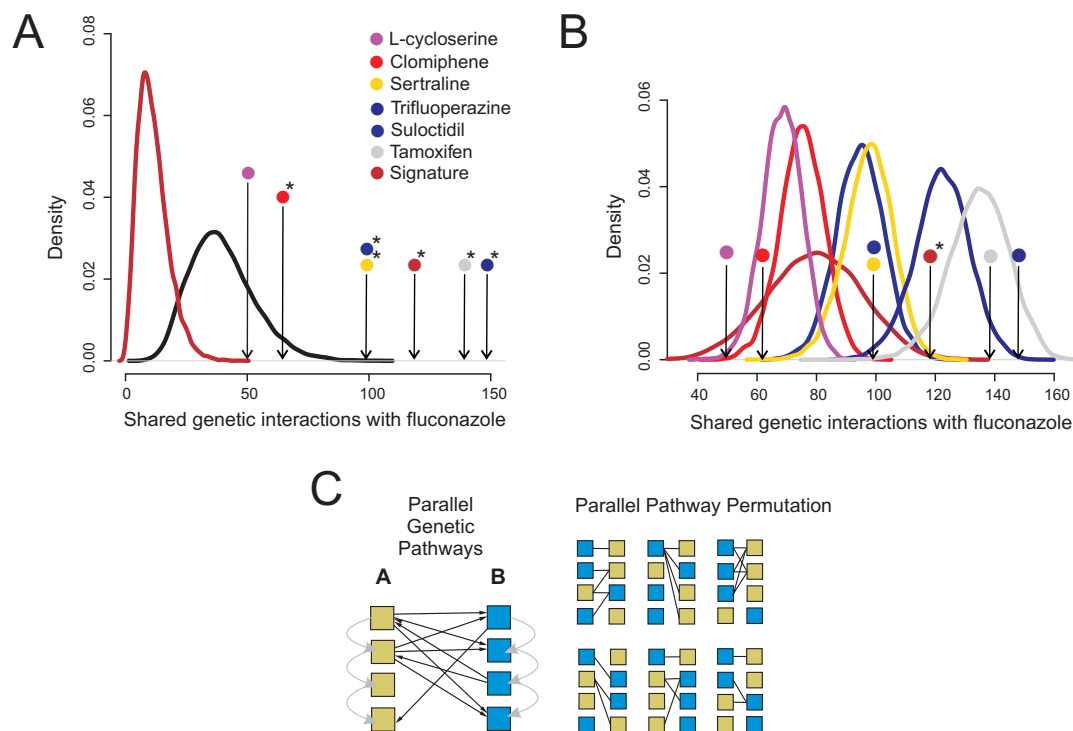 A
Density
0.00
0.02
0.04
0.06
0.08
L-cycloserine
Clomiphene
Sertraline
Trifluoperazine
Suloctidil
Tamoxifen
Signature
*
*
*
*
*
*
0
50
100
150
Shared genetic interactions with fluconazole
B
Density
0.00
0.02
0.04
0.06
*
40
60
80
100
120
140
160
Shared genetic interactions with fluconazole
C
Parallel
Genetic
Pathways
A
B
Parallel Pathway Permutation